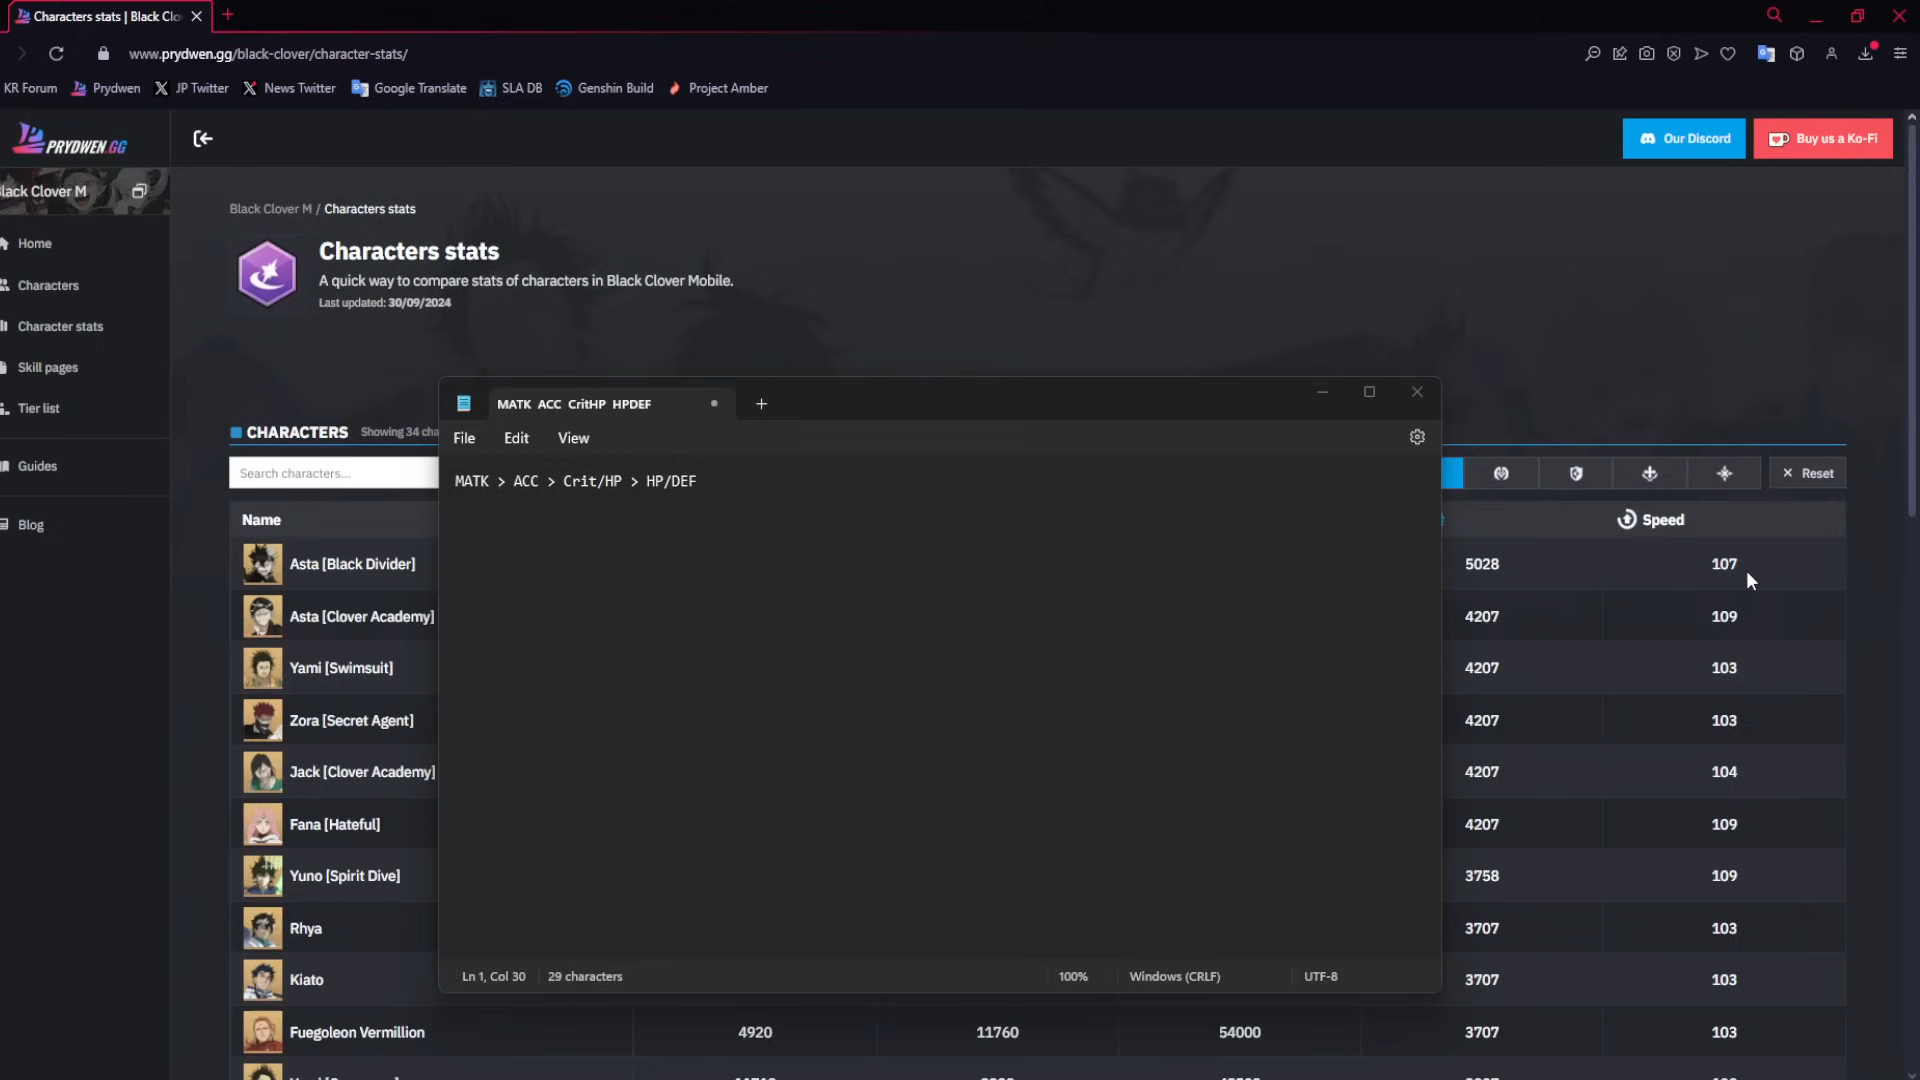 Characters stats | Black Clo
www.prydwen.gg/black-clover/character-stats/
KR Forum Prydwen JP Twitter News Twitter Google Translate SLA DB Genshin Build Project Amber
PRYDWEN.GG
Our Discord
Buy us a Ko-Fi
lack Clover M
Home
Characters
Character stats
Skill pages
Tier list
Guides
Blog
Black Clover M / Characters stats
Characters stats
A quick way to compare stats of characters in Black Clover Mobile.
Last updated: 30/09/2024
CHARACTERS Showing 34 cha
Search characters...
Reset
MATK ACC CritHP HPDEF
File Edit View
MATK > ACC > Crit/HP > HP/DEF
Ln 1, Col 30 29 characters 100% Windows (CRLF) UTF-8
Name Speed
Asta [Black Divider] 5028 107
Asta [Clover Academy] 4207 109
Yami [Swimsuit] 4207 103
Zora [Secret Agent] 4207 103
Jack [Clover Academy] 4207 104
Fana [Hateful] 4207 109
Yuno [Spirit Dive] 3758 109
Rhya 3707 103
Kiato 3707 103
Fuegoleon Vermillion 4920 11760 54000 3707 103